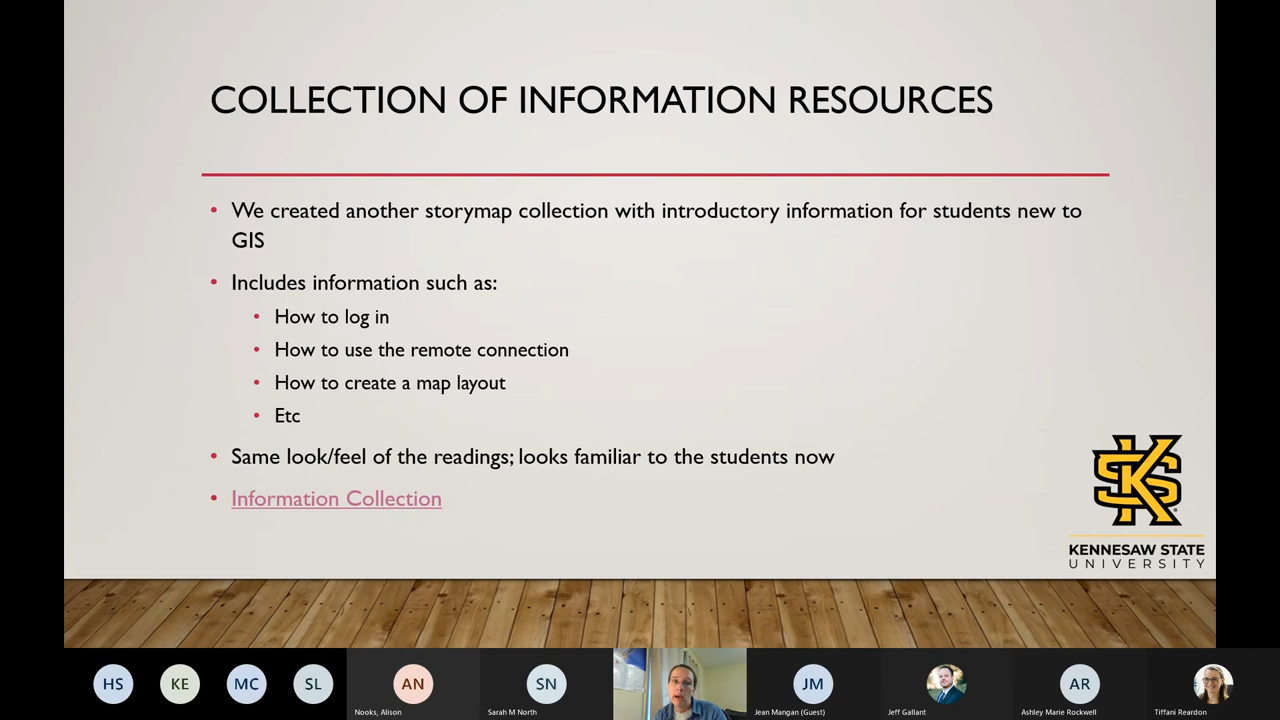 COLLECTION OF INFORMATION RESOURCES
• We created another storymap collection with introductory information for students new to
GIS
• Includes information such as:
• How to log in
• How to use the remote connection
• How to create a map layout
• Etc
• Same look/feel of the readings; looks familiar to the students now
• Information Collection
KS
KENNESAW STATE
UNIVERSITY
HS KE MC SL AN SN JM AR
Nooks, Alison Sarah M North Jean Mangan (Guest) Jeff Gallant Ashley Marie Rockwell Tiffani Reardon